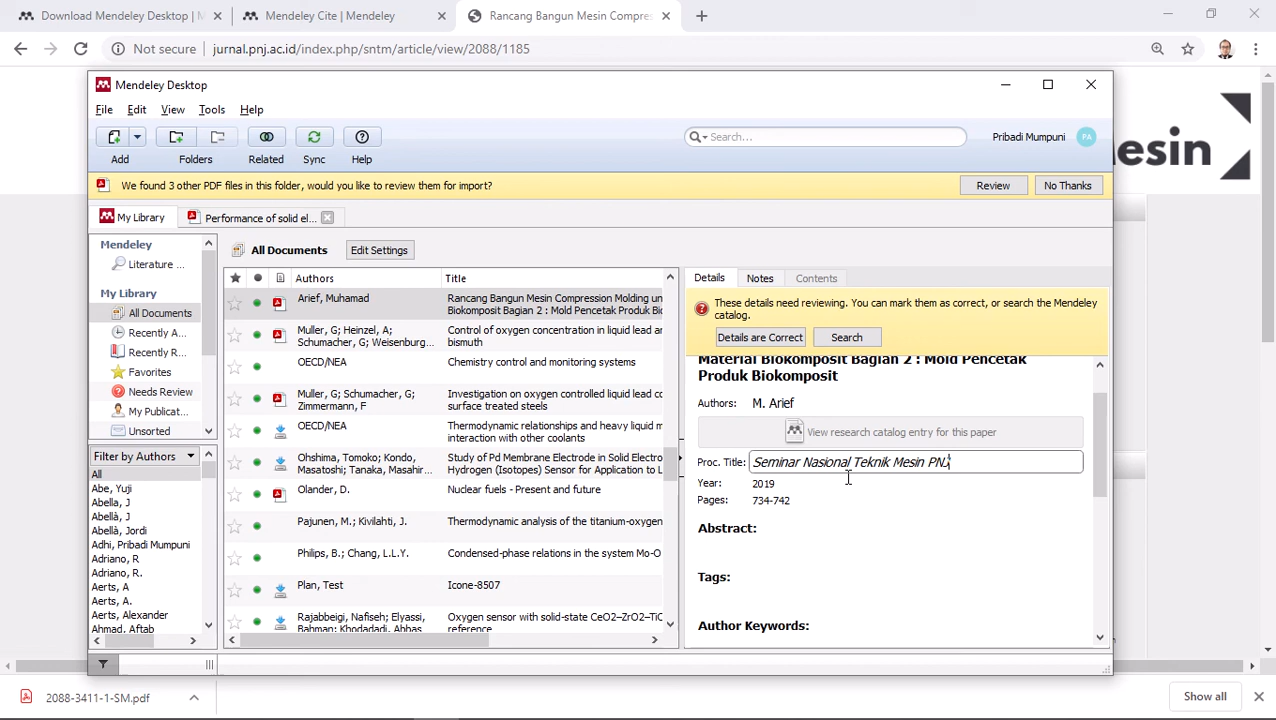 Download Mendeley Desktop |
Mendeley Cite | Mendeley
Rancang Bangun Mesin Compres
Not secure
jurnal.pnj.ac.id/index.php/sntm/article/view/2088/1185
esin
Mendeley Desktop
File Edit View Tools Help
Search...
Pribadi Mumpuni
PA
Add Folders Related Sync Help
We found 3 other PDF files in this folder, would you like to review them for import?
Review
No Thanks
My Library
Performance of solid el...
Mendeley
Literature ...
My Library
All Documents
Recently A...
Recently R...
Favorites
Needs Review
My Publicat...
Unsorted
Filter by Authors
All
Abe, Yuji
Abellà
Abellà, Jordi
Adhi, Pribadi Mumpuni
Adriano, R
Adriano, R.
Aerts, A
Aerts, A.
Aerts, Alexander
Ahmad, Aftab
All Documents
Edit Settings
Authors Title
Arief, Muhamad
Rancang Bangun Mesin Compression Molding un
Biokomposit Bagian 2 : Mold Pencetak Produk Bio
Muller, G; Heinzel, A;
Schumacher, G; Weisenburg...
Control of oxygen concentration in liquid lead an
bismuth
OECD/NEA
Chemistry control and monitoring systems
Muller, G; Schumacher, G;
Zimmermann, F
Investigation on oxygen controlled liquid lead co
surface treated steels
OECD/NEA
Thermodynamic relationships and heavy liquid m
interaction with other coolants
Ohshima, Tomoko; Kondo,
Masatoshi; Tanaka, Masahir...
Study of Pd Membrane Electrode in Solid Electro
Hydrogen (Isotopes) Sensor for Application to L
Olander, D.
Nuclear fuels - Present and future
Pajunen, M.; Kivilahti, J.
Thermodynamic analysis of the titanium-oxygen
Philips, B.; Chang, L.L.Y.
Condensed-phase relations in the system Mo-O
Plan, Test
Icone-8507
Rajabbeigi, Nafiseh; Elyassi,
Bahman; Khodadadi, Abbas
Oxygen sensor with solid-state CeO2–ZrO2–TiO
reference
Details Notes Contents
These details need reviewing. You can mark them as correct, or search the Mendeley
catalog.
Details are Correct
Search
Material Biokomposit Bagian 2 : Mold Pencetak
Produk Biokomposit
Authors: M. Arief
View research catalog entry for this paper
Proc. Title: Seminar Nasional Teknik Mesin PNJ
Year: 2019
Pages: 734-742
Abstract:
Tags:
Author Keywords:
2088-3411-1-SM.pdf
Show all